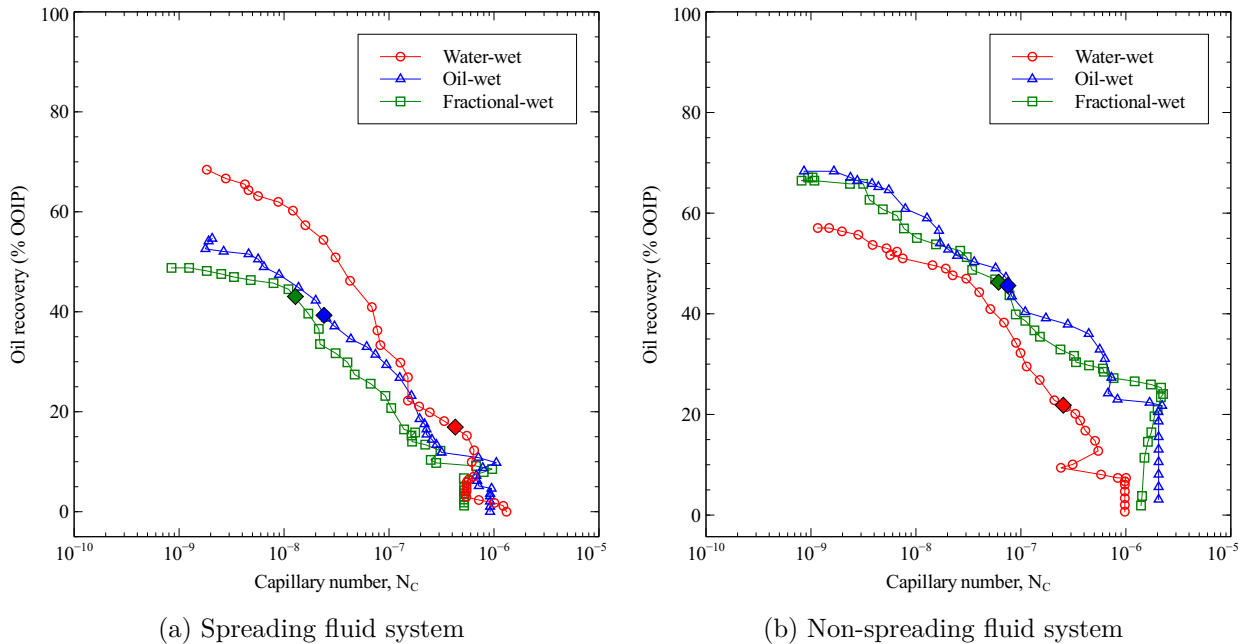 100
80
60
40
20
0
Oil recovery (% OOIP)
Water-wet
Oil-wet
Fractional-wet
10⁻¹⁰ 10⁻⁹ 10⁻⁸ 10⁻⁷ 10⁻⁶ 10⁻⁵
Capillary number, N_C
(a) Spreading fluid system
100
80
60
40
20
0
Oil recovery (% OOIP)
Water-wet
Oil-wet
Fractional-wet
10⁻¹⁰ 10⁻⁹ 10⁻⁸ 10⁻⁷ 10⁻⁶ 10⁻⁵
Capillary number, N_C
(b) Non-spreading fluid system